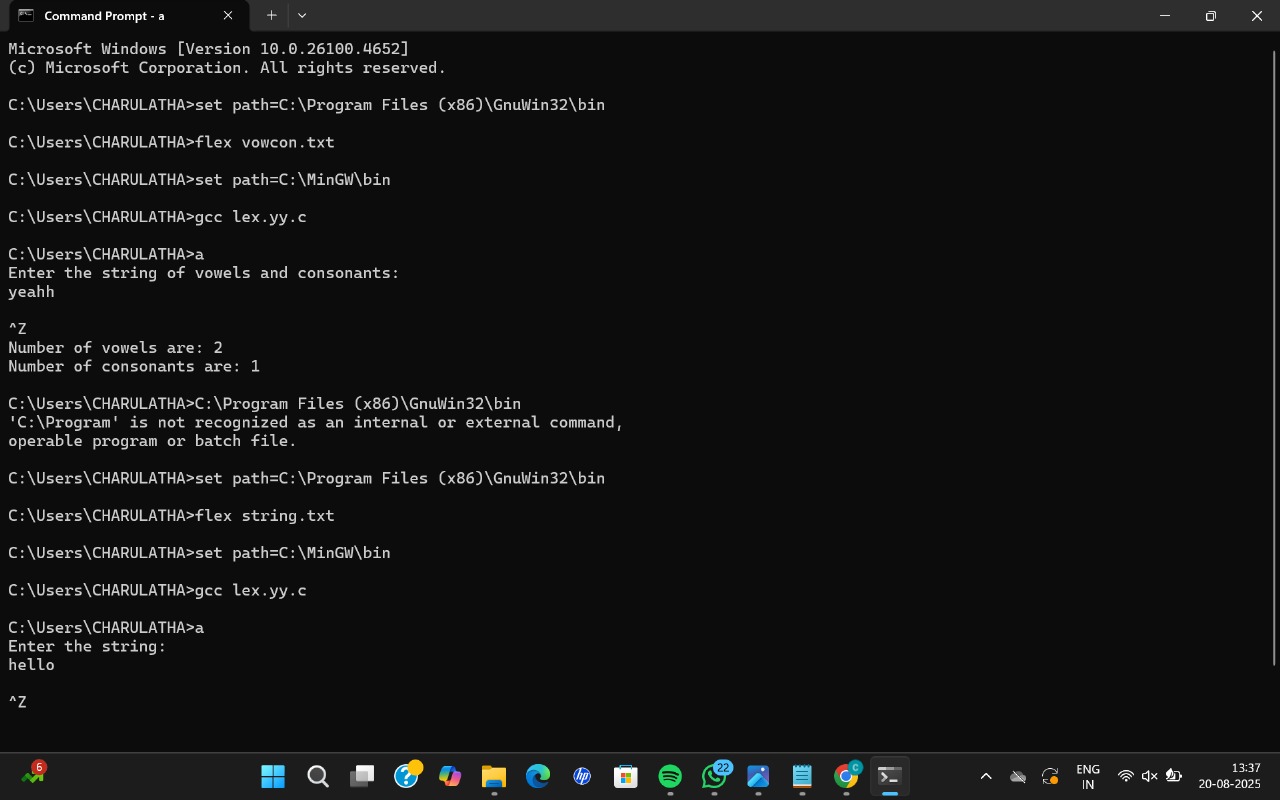 Command Prompt - a
Microsoft Windows [Version 10.0.26100.4652]
(c) Microsoft Corporation. All rights reserved.
C:\Users\CHARULATHA>set path=C:\Program Files (x86)\GnuWin32\bin
C:\Users\CHARULATHA>flex vowcon.txt
C:\Users\CHARULATHA>set path=C:\MinGW\bin
C:\Users\CHARULATHA>gcc lex.yy.c
C:\Users\CHARULATHA>a
Enter the string of vowels and consonants:
yeahh
^Z
Number of vowels are: 2
Number of consonants are: 1
C:\Users\CHARULATHA>C:\Program Files (x86)\GnuWin32\bin
'C:\Program' is not recognized as an internal or external command,
operable program or batch file.
C:\Users\CHARULATHA>set path=C:\Program Files (x86)\GnuWin32\bin
C:\Users\CHARULATHA>flex string.txt
C:\Users\CHARULATHA>set path=C:\MinGW\bin
C:\Users\CHARULATHA>gcc lex.yy.c
C:\Users\CHARULATHA>a
Enter the string:
hello
^Z
6
hp
22
C
ENG
IN
13:37
20-08-2025